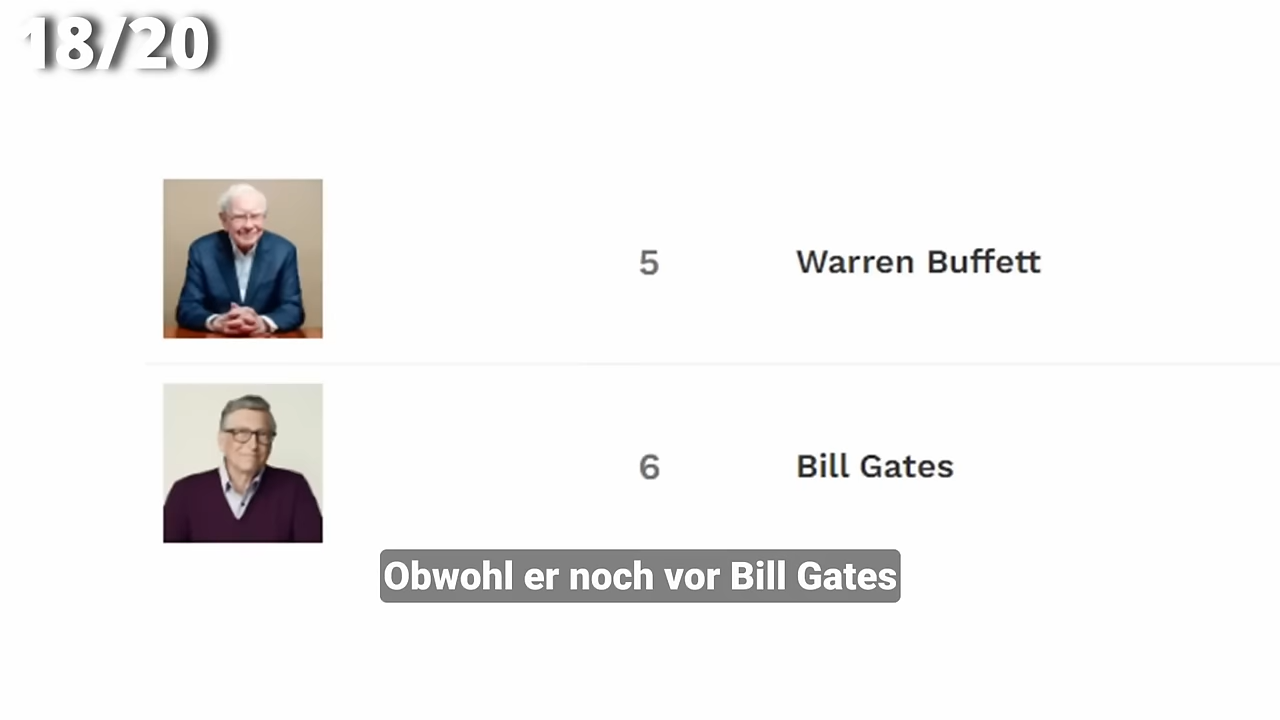 18/20
5 Warren Buffett
6 Bill Gates
Obwohl er noch vor Bill Gates